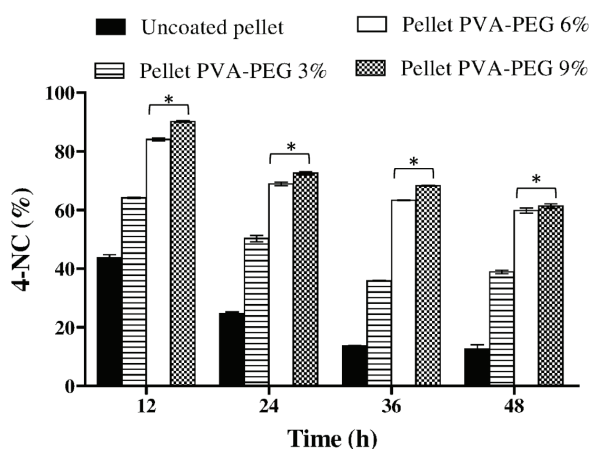 Uncoated pellet
Pellet PVA-PEG 6%
Pellet PVA-PEG 3%
Pellet PVA-PEG 9%
100
80
60
40
20
0
4-NC (%)
*
*
*
*
12
24
36
48
Time (h)